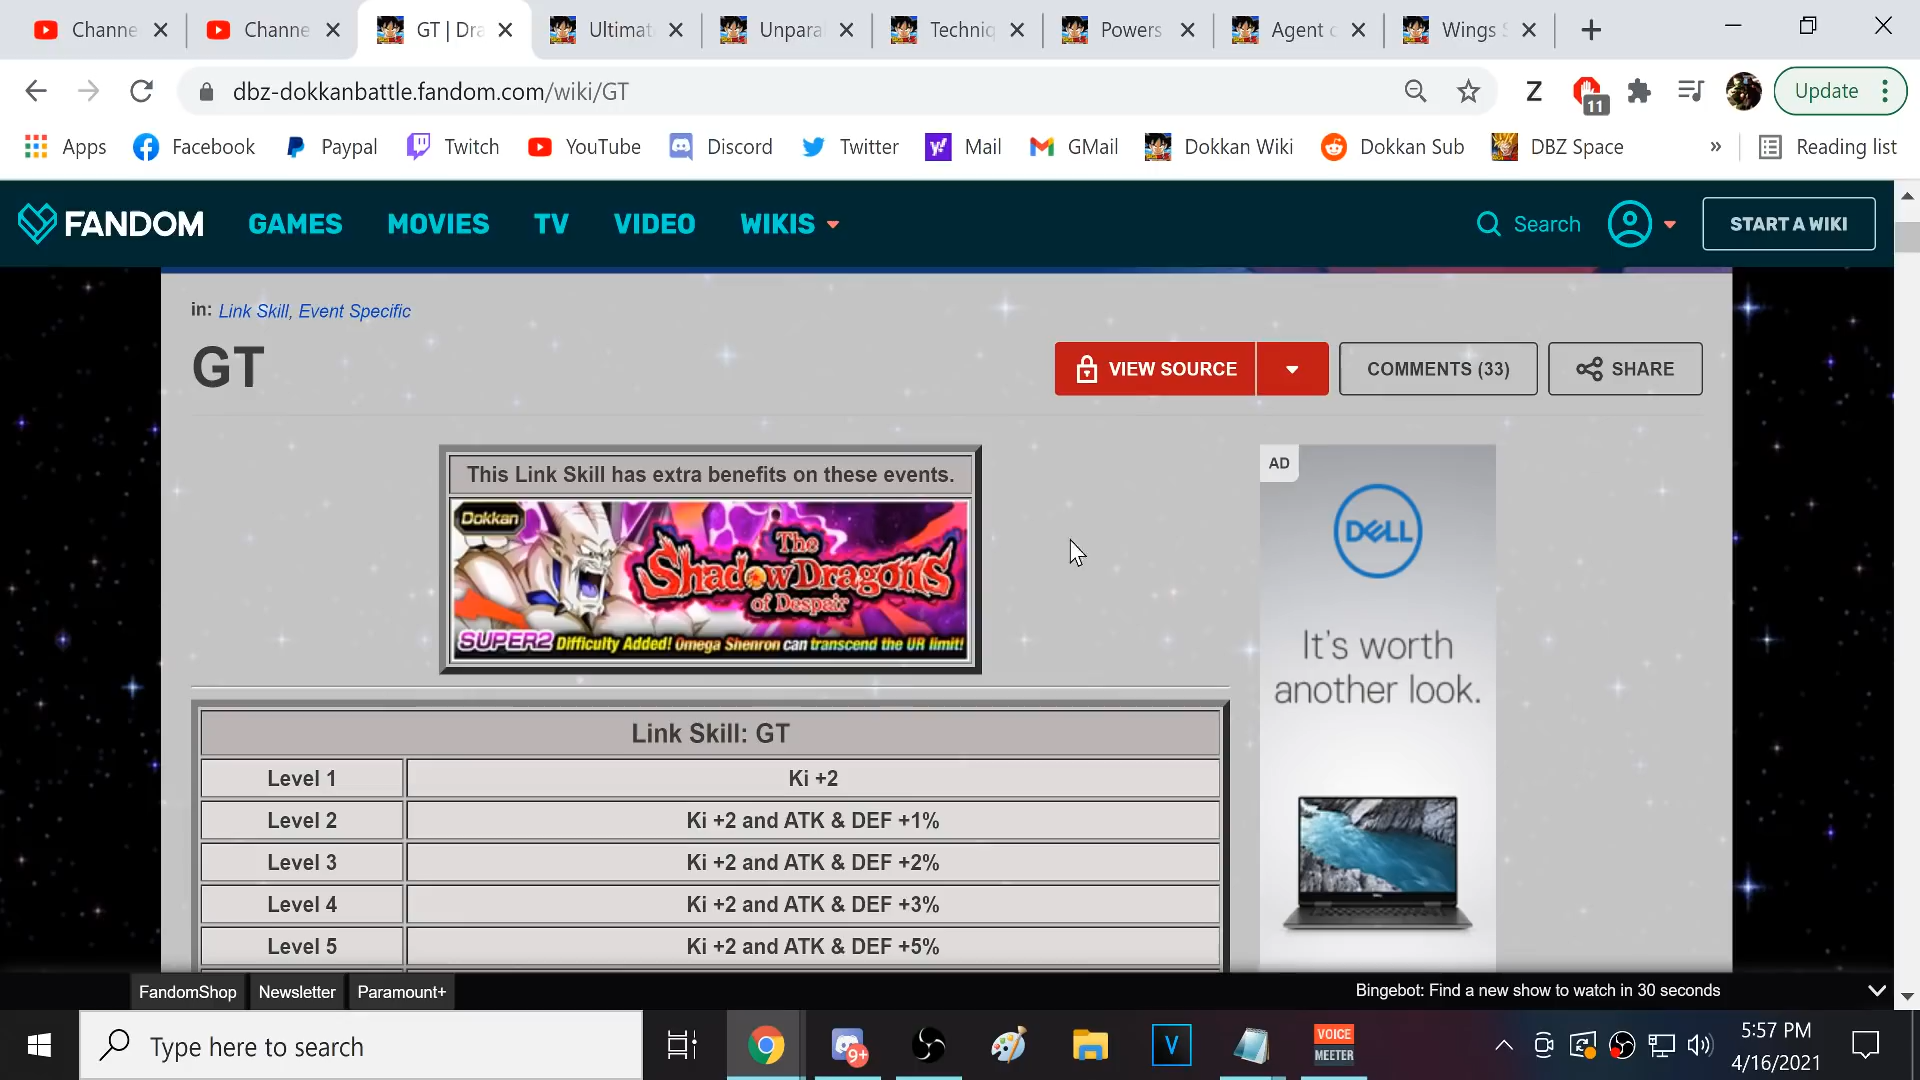 Channe
Channe
GT | Dra
Ultimat
Unpara
Techniq
Powers
Agent o
Wings S
dbz-dokkanbattle.fandom.com/wiki/GT
Z
11
Update
Apps
Facebook
Paypal
Twitch
YouTube
Discord
Twitter
Mail
GMail
Dokkan Wiki
Dokkan Sub
DBZ Space
»
Reading list
FANDOM
GAMES
MOVIES
TV
VIDEO
WIKIS
Search
START A WIKI
in: Link Skill, Event Specific
GT
VIEW SOURCE
COMMENTS (33)
SHARE
This Link Skill has extra benefits on these events.
Dokkan
The
Shadow Dragons
of Despair
SUPER2 Difficulty Added! Omega Shenron can transcend the UR limit!
AD
DELL
It's worth
another look.
Link Skill: GT
Level 1 Ki +2
Level 2 Ki +2 and ATK & DEF +1%
Level 3 Ki +2 and ATK & DEF +2%
Level 4 Ki +2 and ATK & DEF +3%
Level 5 Ki +2 and ATK & DEF +5%
FandomShop
Newsletter
Paramount+
Bingebot: Find a new show to watch in 30 seconds
Type here to search
9+
V
VOICE
MEETER
5:57 PM
4/16/2021